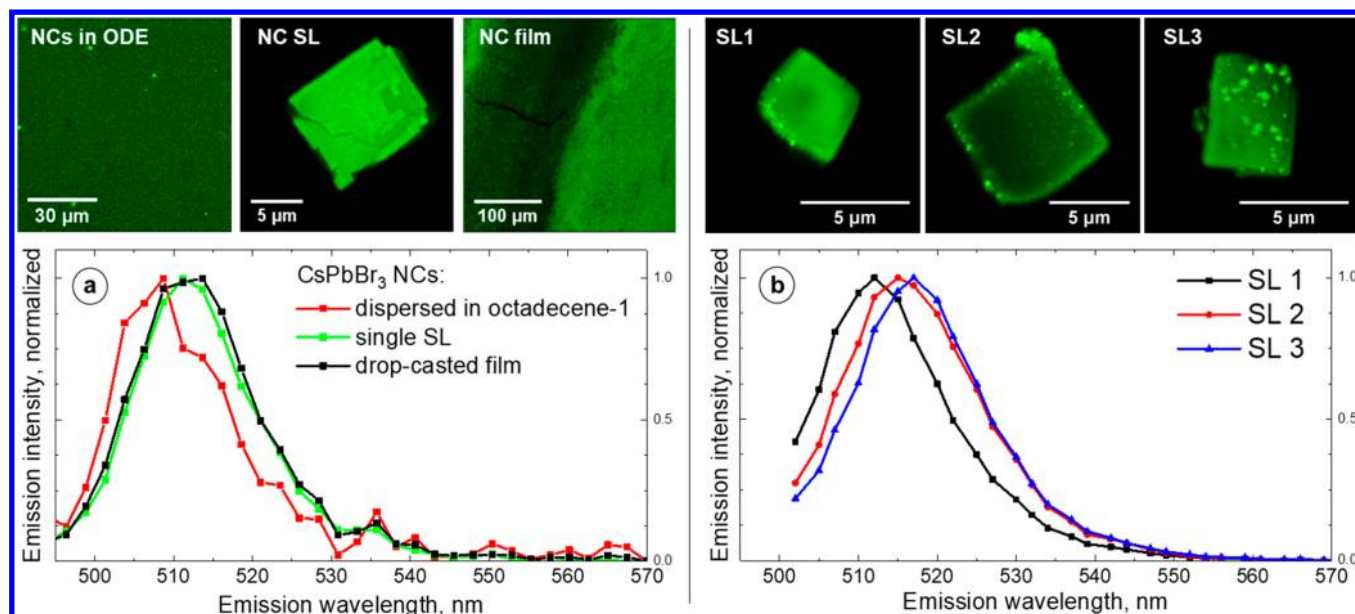 NCs in ODE
NC SL
NC film
30 µm
5 µm
100 µm
SL1
SL2
SL3
5 µm
5 µm
5 µm
a
CsPbBr3 NCs:
dispersed in octadecene-1
single SL
drop-casted film
Emission intensity, normalized
1.0
0.5
0.0
500 510 520 530 540 550 560 570
Emission wavelength, nm
b
SL 1
SL 2
SL 3
Emission intensity, normalized
1.0
0.5
0.0
500 510 520 530 540 550 560 570
Emission wavelength, nm